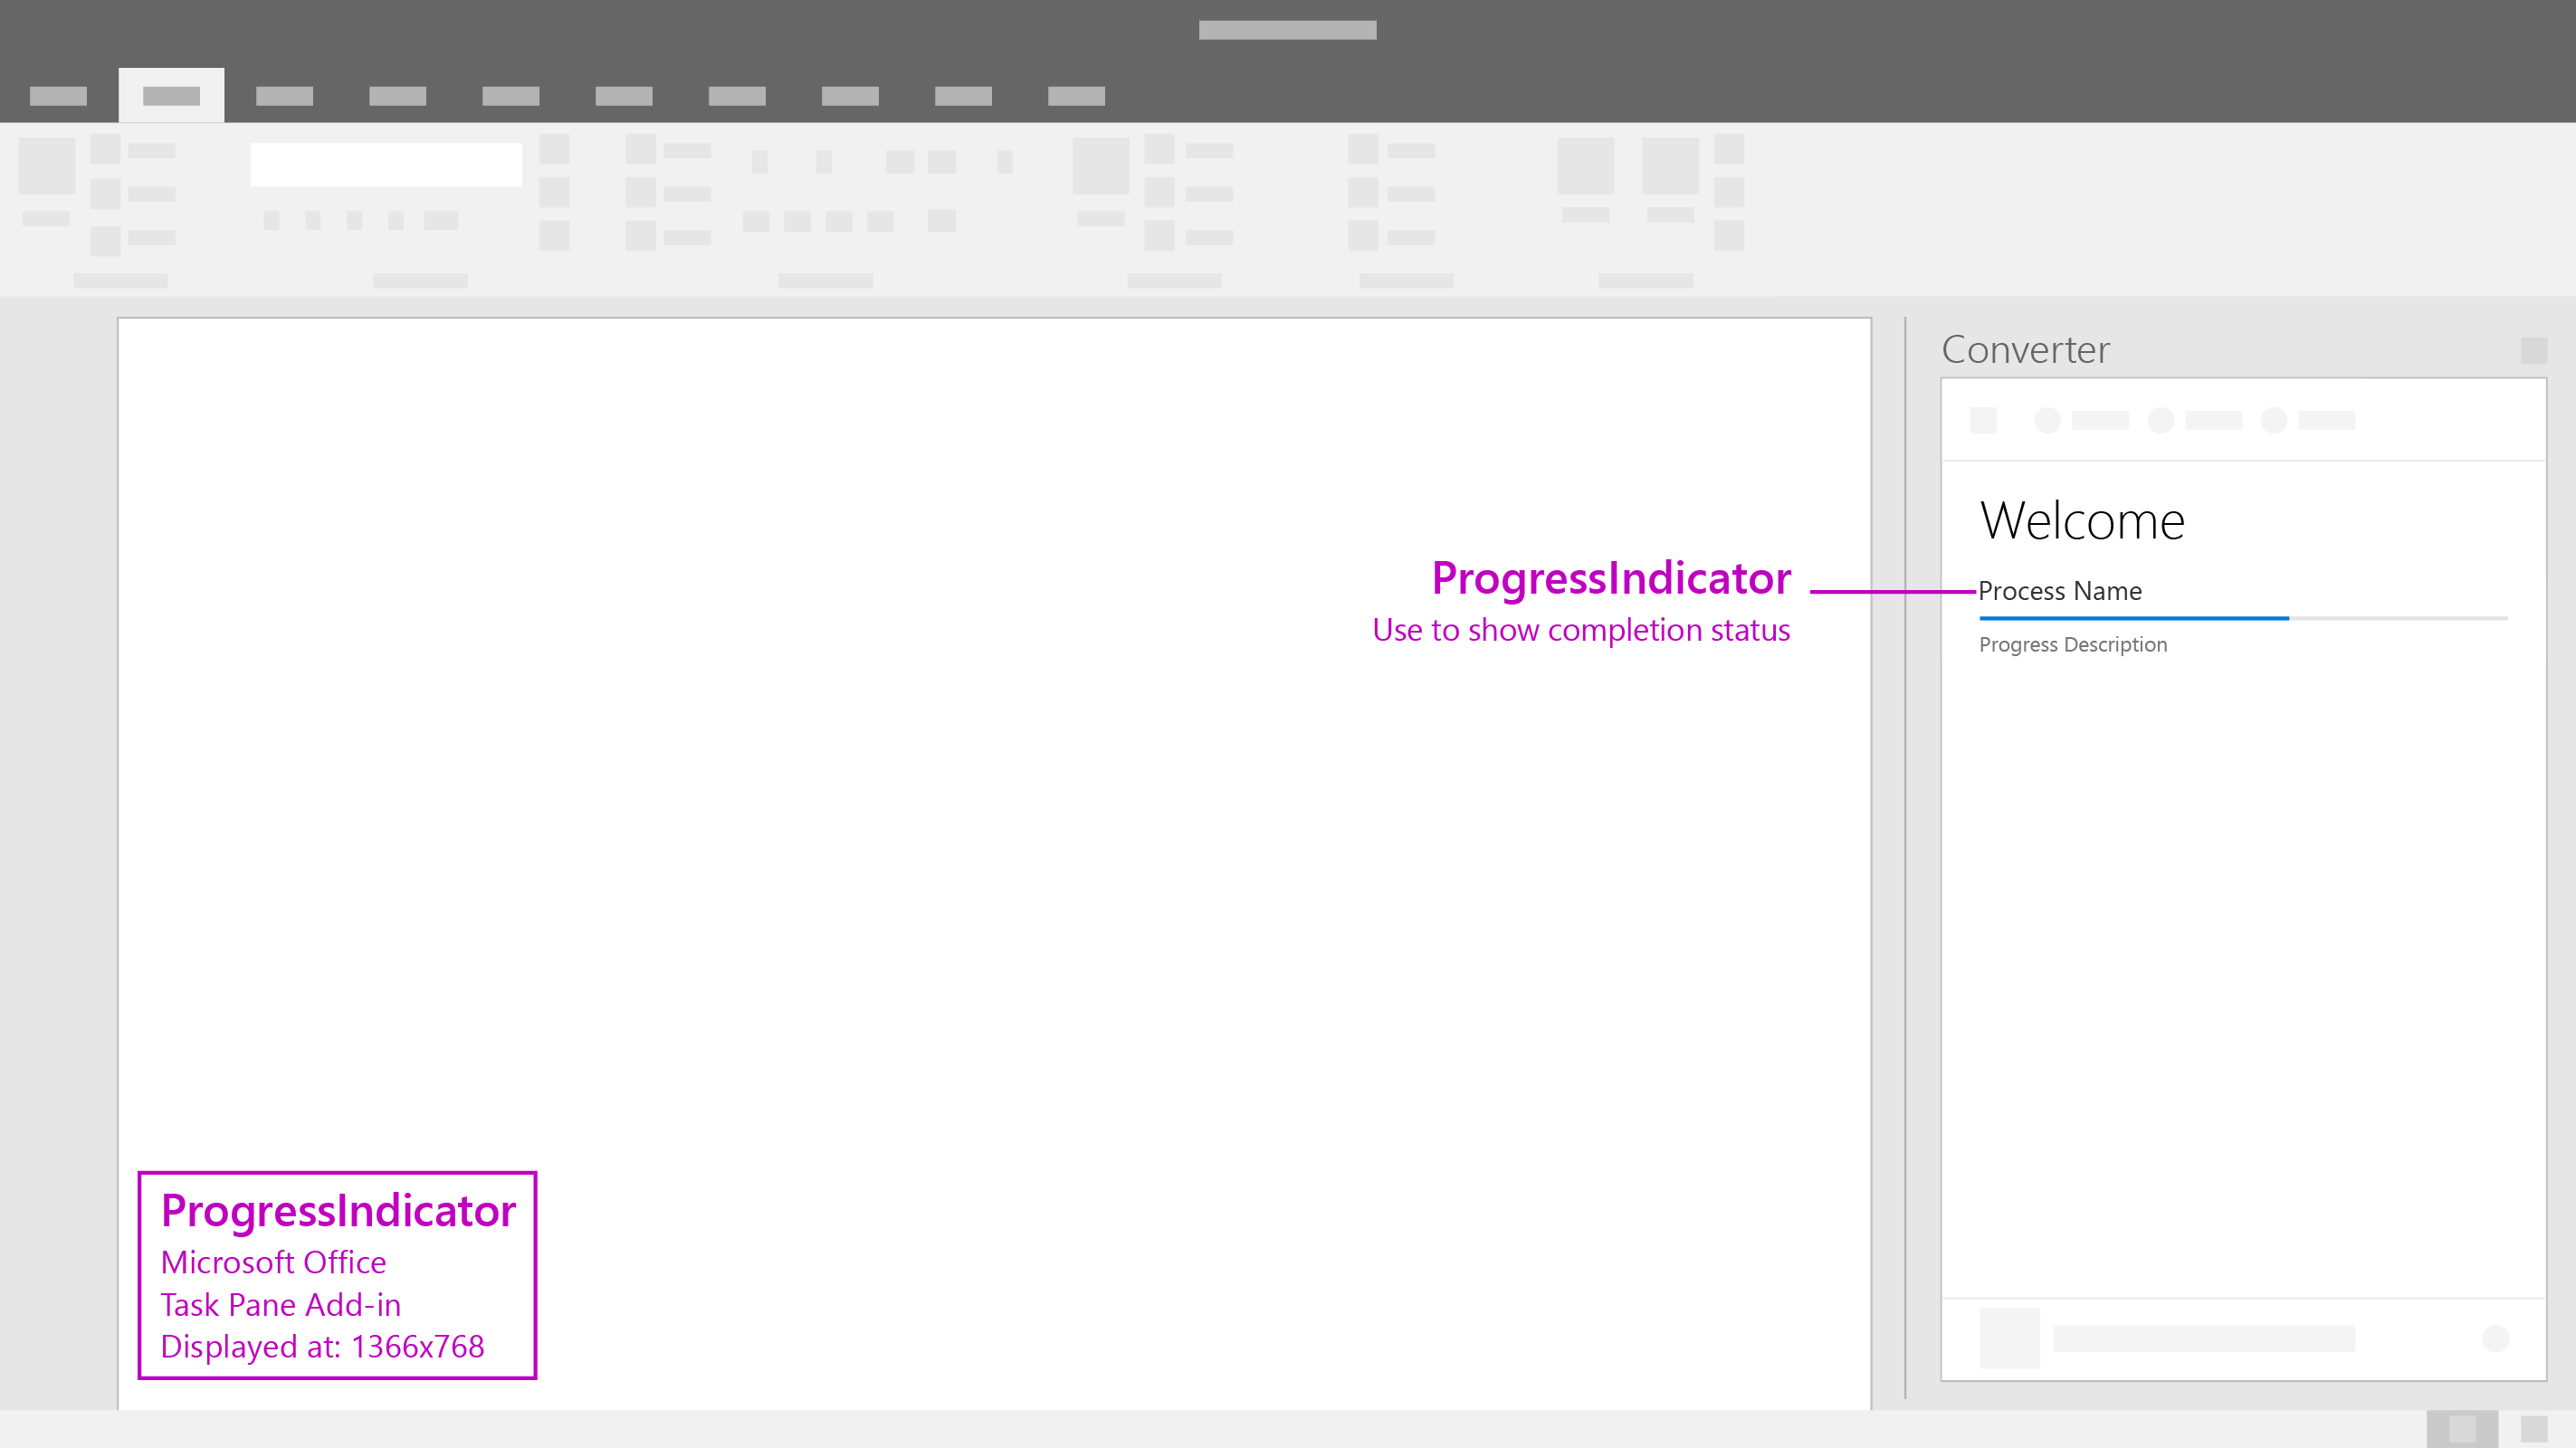 Converter
Welcome
ProgressIndicator
Use to show completion status
Process Name
Progress Description
ProgressIndicator
Microsoft Office
Task Pane Add-in
Displayed at: 1366x768